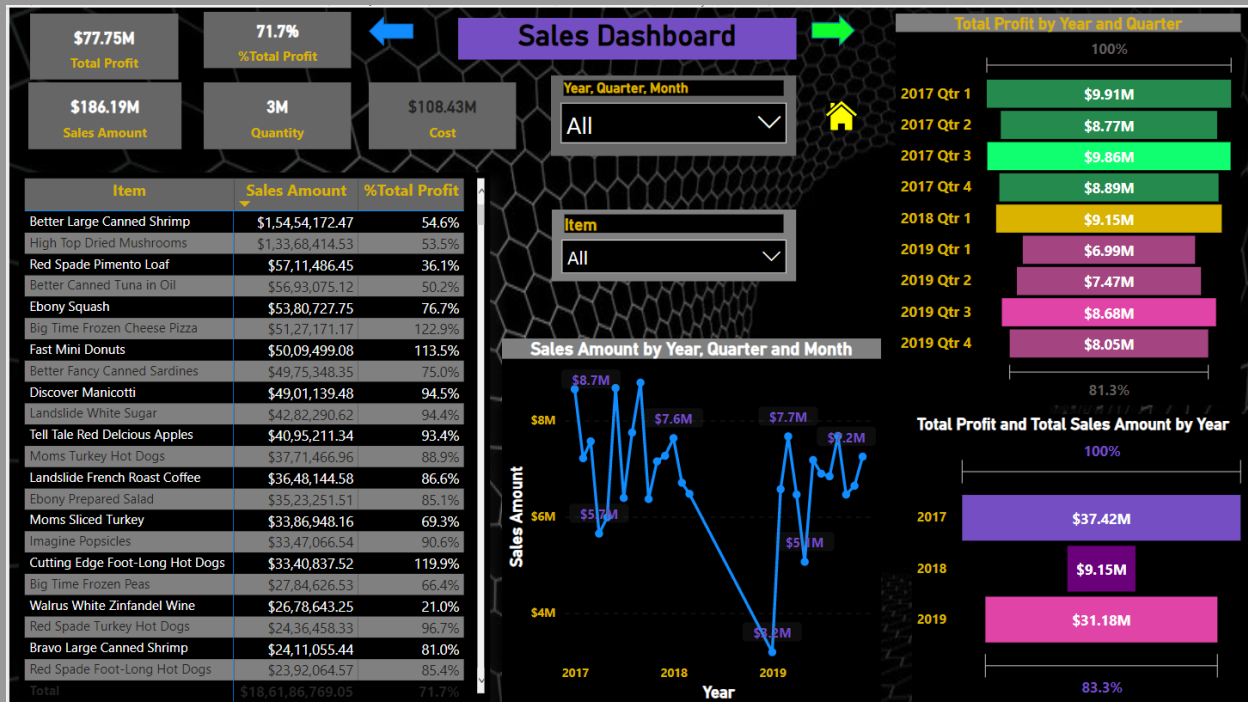 $77.75M
Total Profit
71.7%
%Total Profit
$186.19M
Sales Amount
3M
Quantity
$108.43M
Cost
Sales Dashboard
Year, Quarter, Month
All
Item
All
Item Sales Amount %Total Profit
Better Large Canned Shrimp $1,54,54,172.47 54.6%
High Top Dried Mushrooms $1,33,68,414.53 53.5%
Red Spade Pimento Loaf $57,11,486.45 36.1%
Better Canned Tuna in Oil $56,93,075.12 50.2%
Ebony Squash $53,80,727.75 76.7%
Big Time Frozen Cheese Pizza $51,27,171.17 122.9%
Fast Mini Donuts $50,09,499.08 113.5%
Better Fancy Canned Sardines $49,75,348.35 75.0%
Discover Manicotti $49,01,139.48 94.5%
Landslide White Sugar $42,82,290.62 94.4%
Tell Tale Red Delcious Apples $40,95,211.34 93.4%
Moms Turkey Hot Dogs $37,71,466.96 88.9%
Landslide French Roast Coffee $36,48,144.58 86.6%
Ebony Prepared Salad $35,23,251.51 85.1%
Moms Sliced Turkey $33,86,948.16 69.3%
Imagine Popsicles $33,47,066.54 90.6%
Cutting Edge Foot-Long Hot Dogs $33,40,837.52 119.9%
Big Time Frozen Peas $27,84,626.53 66.4%
Walrus White Zinfandel Wine $26,78,643.25 21.0%
Red Spade Turkey Hot Dogs $24,36,458.33 96.7%
Bravo Large Canned Shrimp $24,11,055.44 81.0%
Red Spade Foot-Long Hot Dogs $23,92,064.57 85.4%
Total $18,61,86,769.05 71.7%
Sales Amount by Year, Quarter and Month
Sales Amount
$8M
$6M
$4M
$8.7M
$5.7M
$7.6M
$3.2M
$7.7M
$5.1M
2017 2018 2019
Year
Total Profit by Year and Quarter
100%
2017 Qtr 1 $9.91M
2017 Qtr 2 $8.77M
2017 Qtr 3 $9.86M
2017 Qtr 4 $8.89M
2018 Qtr 1 $9.15M
2019 Qtr 1 $6.99M
2019 Qtr 2 $7.47M
2019 Qtr 3 $8.68M
2019 Qtr 4 $8.05M
81.3%
Total Profit and Total Sales Amount by Year
100%
2017 $37.42M
2018 $9.15M
2019 $31.18M
83.3%